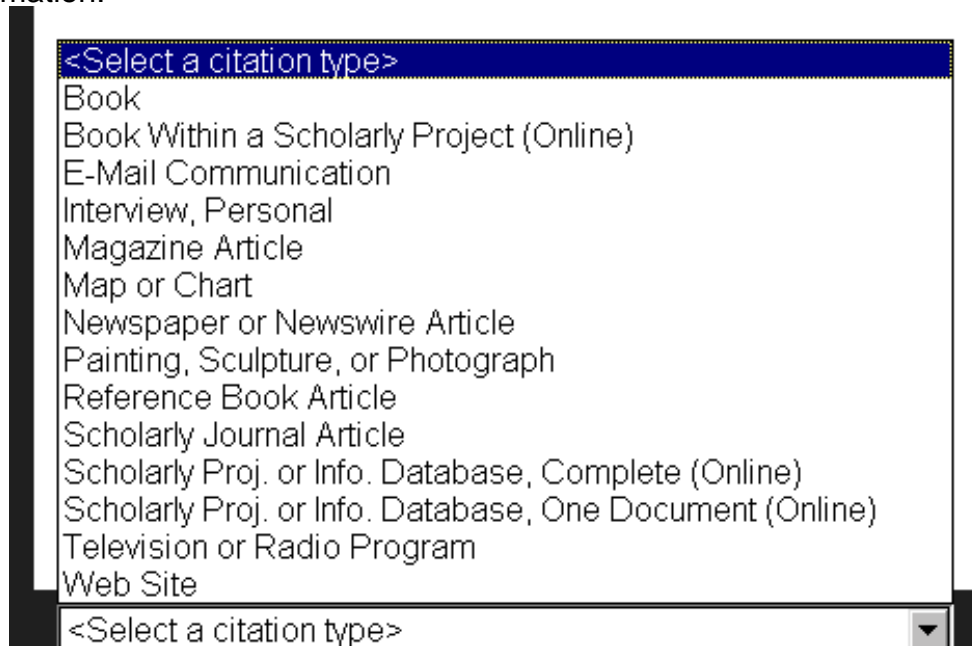 <Select a citation type>
Book
Book Within a Scholarly Project (Online)
E-Mail Communication
Interview, Personal
Magazine Article
Map or Chart
Newspaper or Newswire Article
Painting, Sculpture, or Photograph
Reference Book Article
Scholarly Journal Article
Scholarly Proj. or Info. Database, Complete (Online)
Scholarly Proj. or Info. Database, One Document (Online)
Television or Radio Program
Web Site
<Select a citation type>